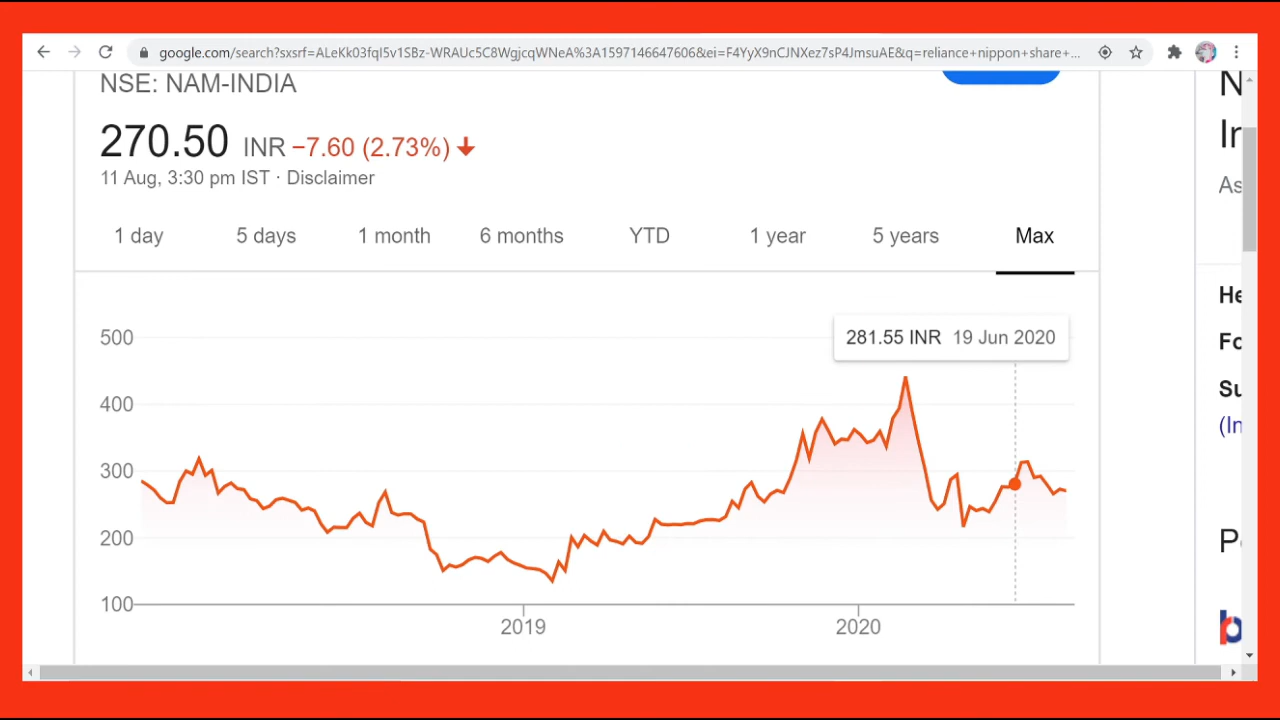 google.com/search?sxsrf=ALeKk03fqI5v1SBz-WRAUc5C8WgjcqWNeA%3A1597146647606&ei=F4YyX9nCJNXez7sP4JmsuAE&q=reliance+nippon+share+...
NSE: NAM-INDIA
N
In
270.50 INR −7.60 (2.73%)
11 Aug, 3:30 pm IST · Disclaimer
As
1 day 5 days 1 month 6 months YTD 1 year 5 years Max
He
500
281.55 INR 19 Jun 2020
Fo
Su
400
(In
300
200
100
2019 2020